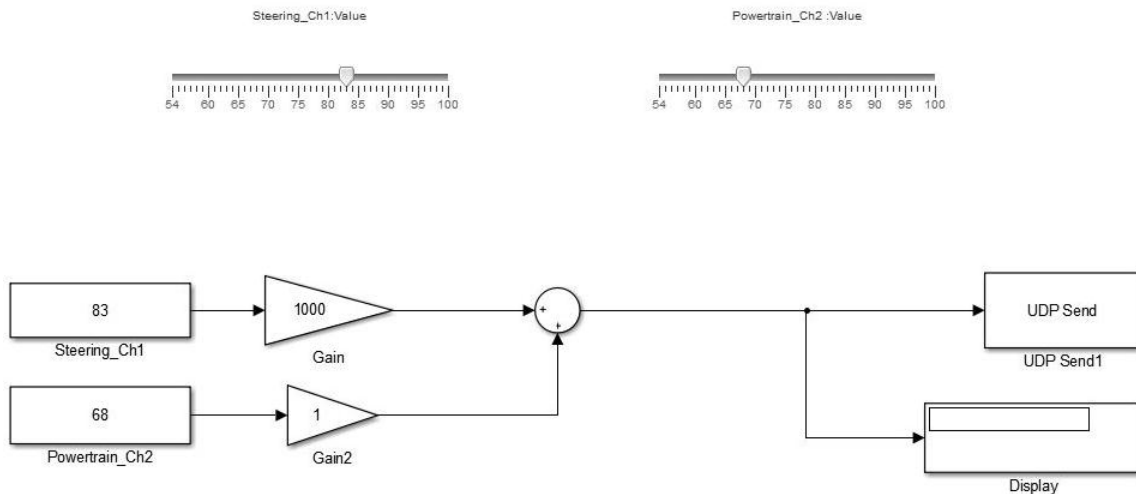 Steering_Ch1:Value
Powertrain_Ch2 :Value
54 60 65 70 75 80 85 90 95 100
54 60 65 70 75 80 85 90 95 100
83
1000
+
+
UDP Send
Steering_Ch1
Gain
UDP Send1
68
1
Powertrain_Ch2
Gain2
Display